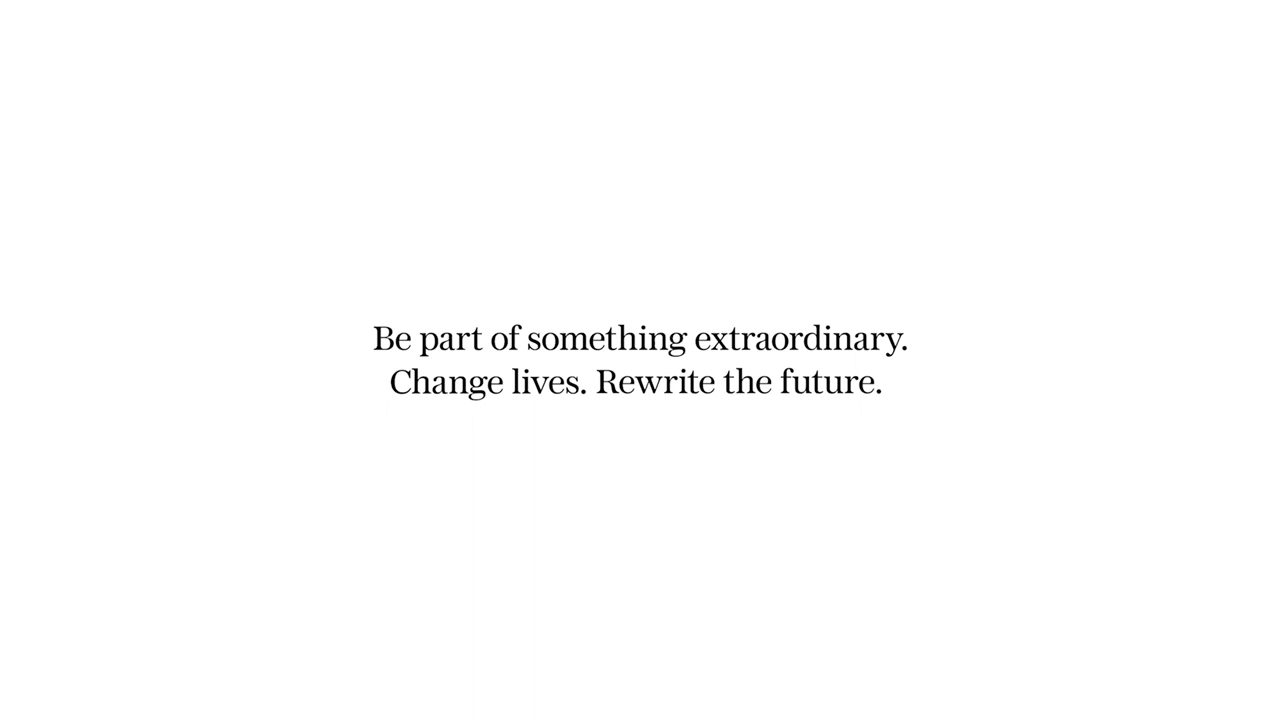 Be part of something extraordinary.
Change lives. Rewrite the future.